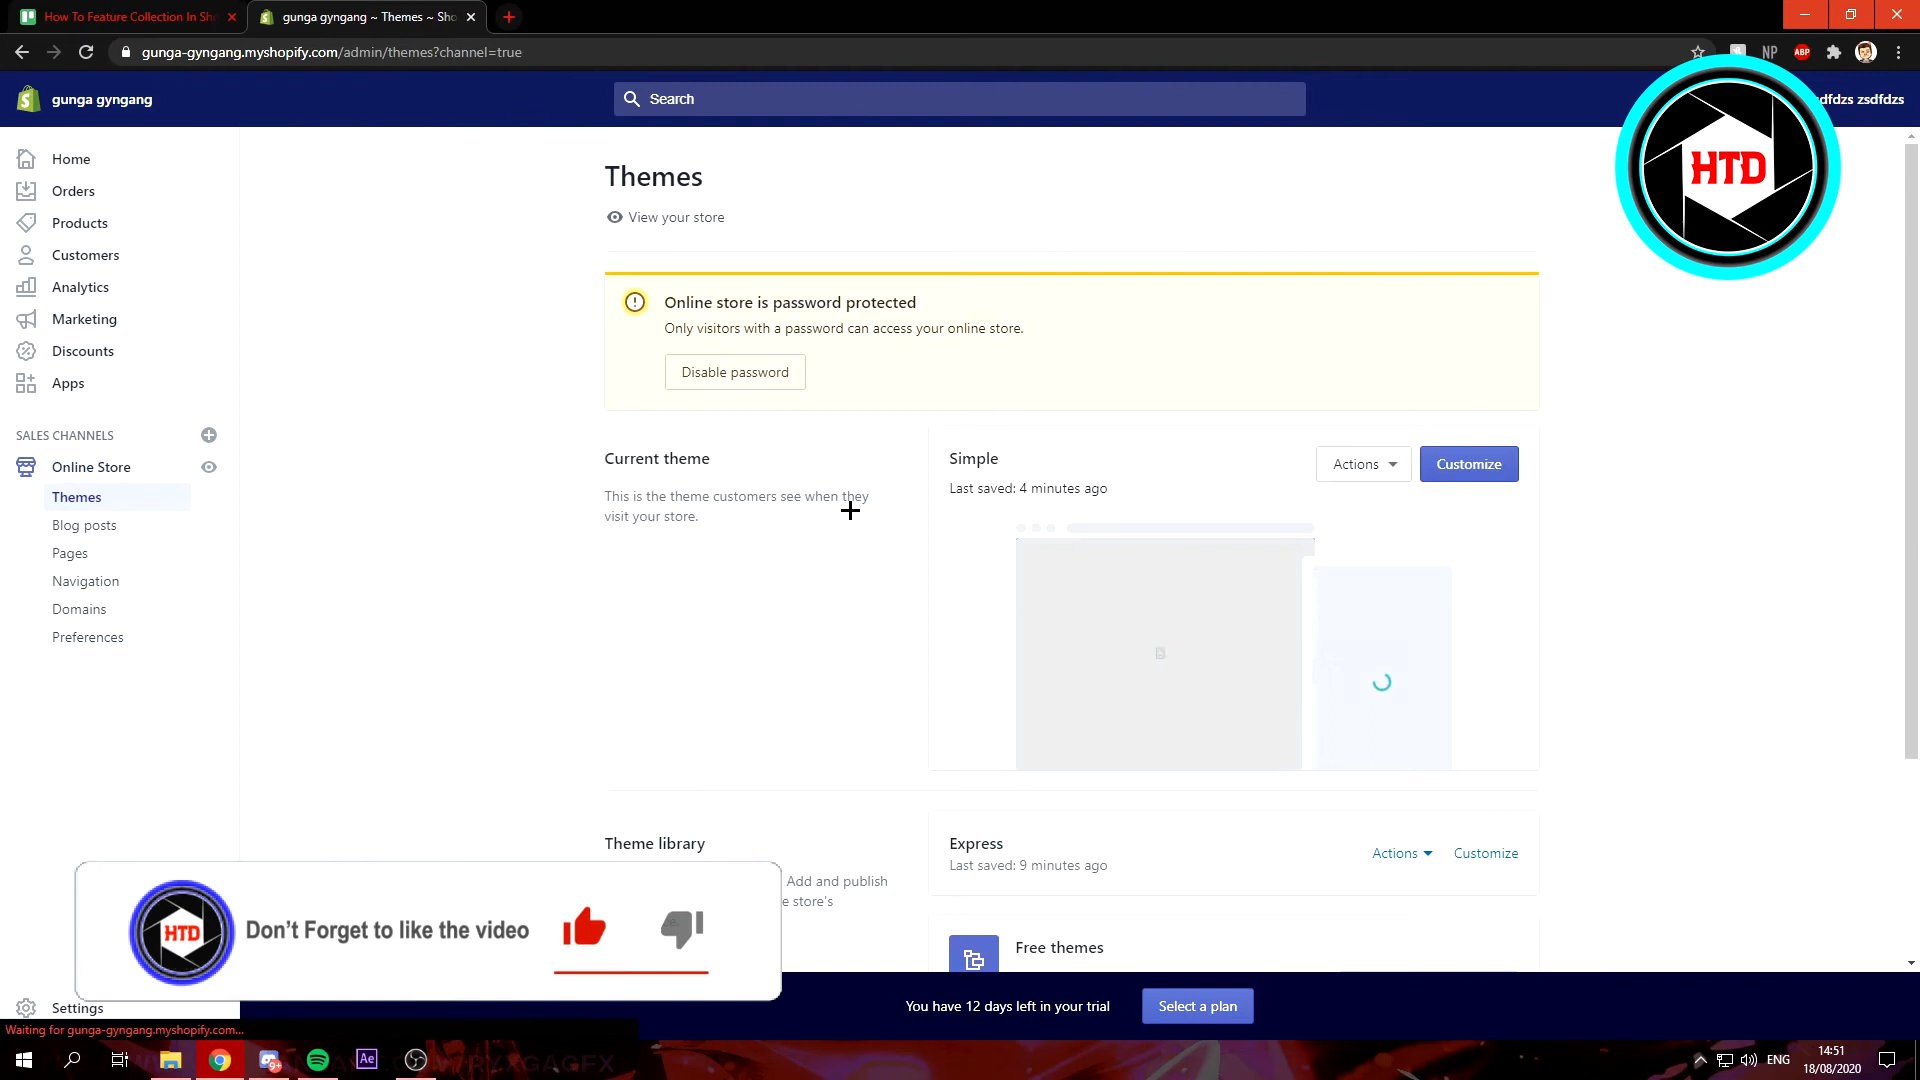 How To Feature Collection In Sh
gunga gyngang ~ Themes ~ Sho
gunga-gyngang.myshopify.com/admin/themes?channel=true
NP
ABP
gunga gyngang
Search
dfdzs zsdfdzs
HTD
Home
Orders
Products
Customers
Analytics
Marketing
Discounts
Apps
SALES CHANNELS
Online Store
Themes
Blog posts
Pages
Navigation
Domains
Preferences
Settings
Themes
View your store
Online store is password protected
Only visitors with a password can access your online store.
Disable password
Current theme
This is the theme customers see when they
visit your store.
Simple
Last saved: 4 minutes ago
Actions
Customize
Theme library
Add and publish
e store's
Express
Last saved: 9 minutes ago
Actions
Customize
Free themes
HTD
Don't Forget to like the video
You have 12 days left in your trial
Select a plan
Waiting for gunga-gyngang.myshopify.com...
9+
Ae
ENG
14:51
18/08/2020